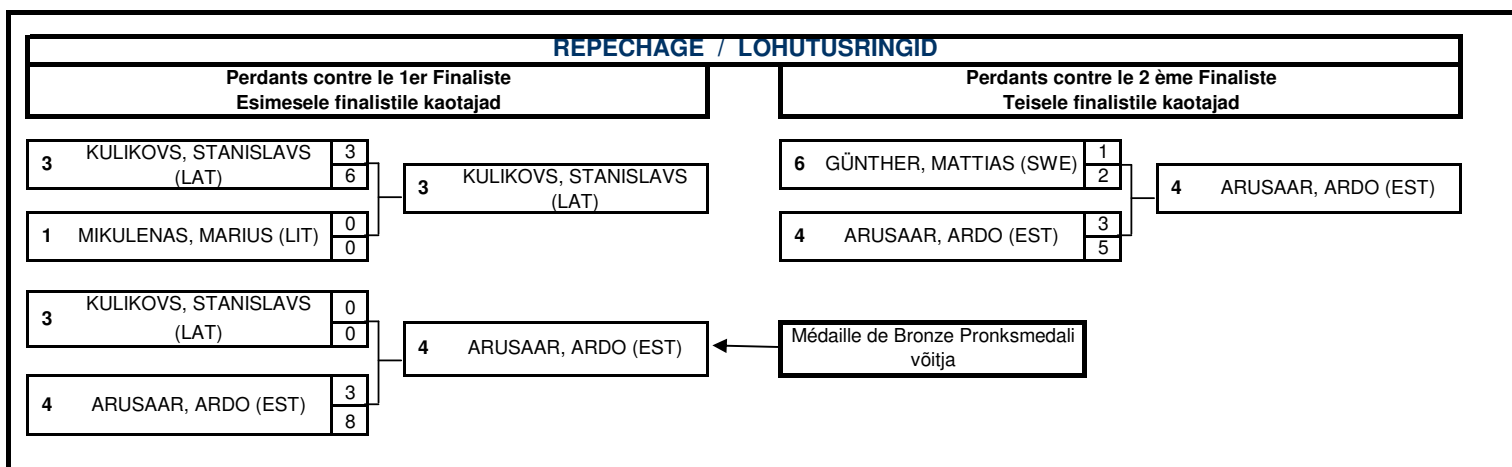 REPECHAGE / LOHUTUSRINGID
Perdants contre le 1er Finaliste
Esimesele finalistile kaotajad
Perdants contre le 2 ème Finaliste
Teisele finalistile kaotajad
3 KULIKOVS, STANISLAVS 3
(LAT) 6
3 KULIKOVS, STANISLAVS
(LAT)
1 MIKULENAS, MARIUS (LIT) 0
0
6 GÜNTHER, MATTIAS (SWE) 1
2
4 ARUSAAR, ARDO (EST)
4 ARUSAAR, ARDO (EST) 3
5
3 KULIKOVS, STANISLAVS 0
(LAT) 0
4 ARUSAAR, ARDO (EST)
Médaille de Bronze Pronksmedali
võitja
4 ARUSAAR, ARDO (EST) 3
8